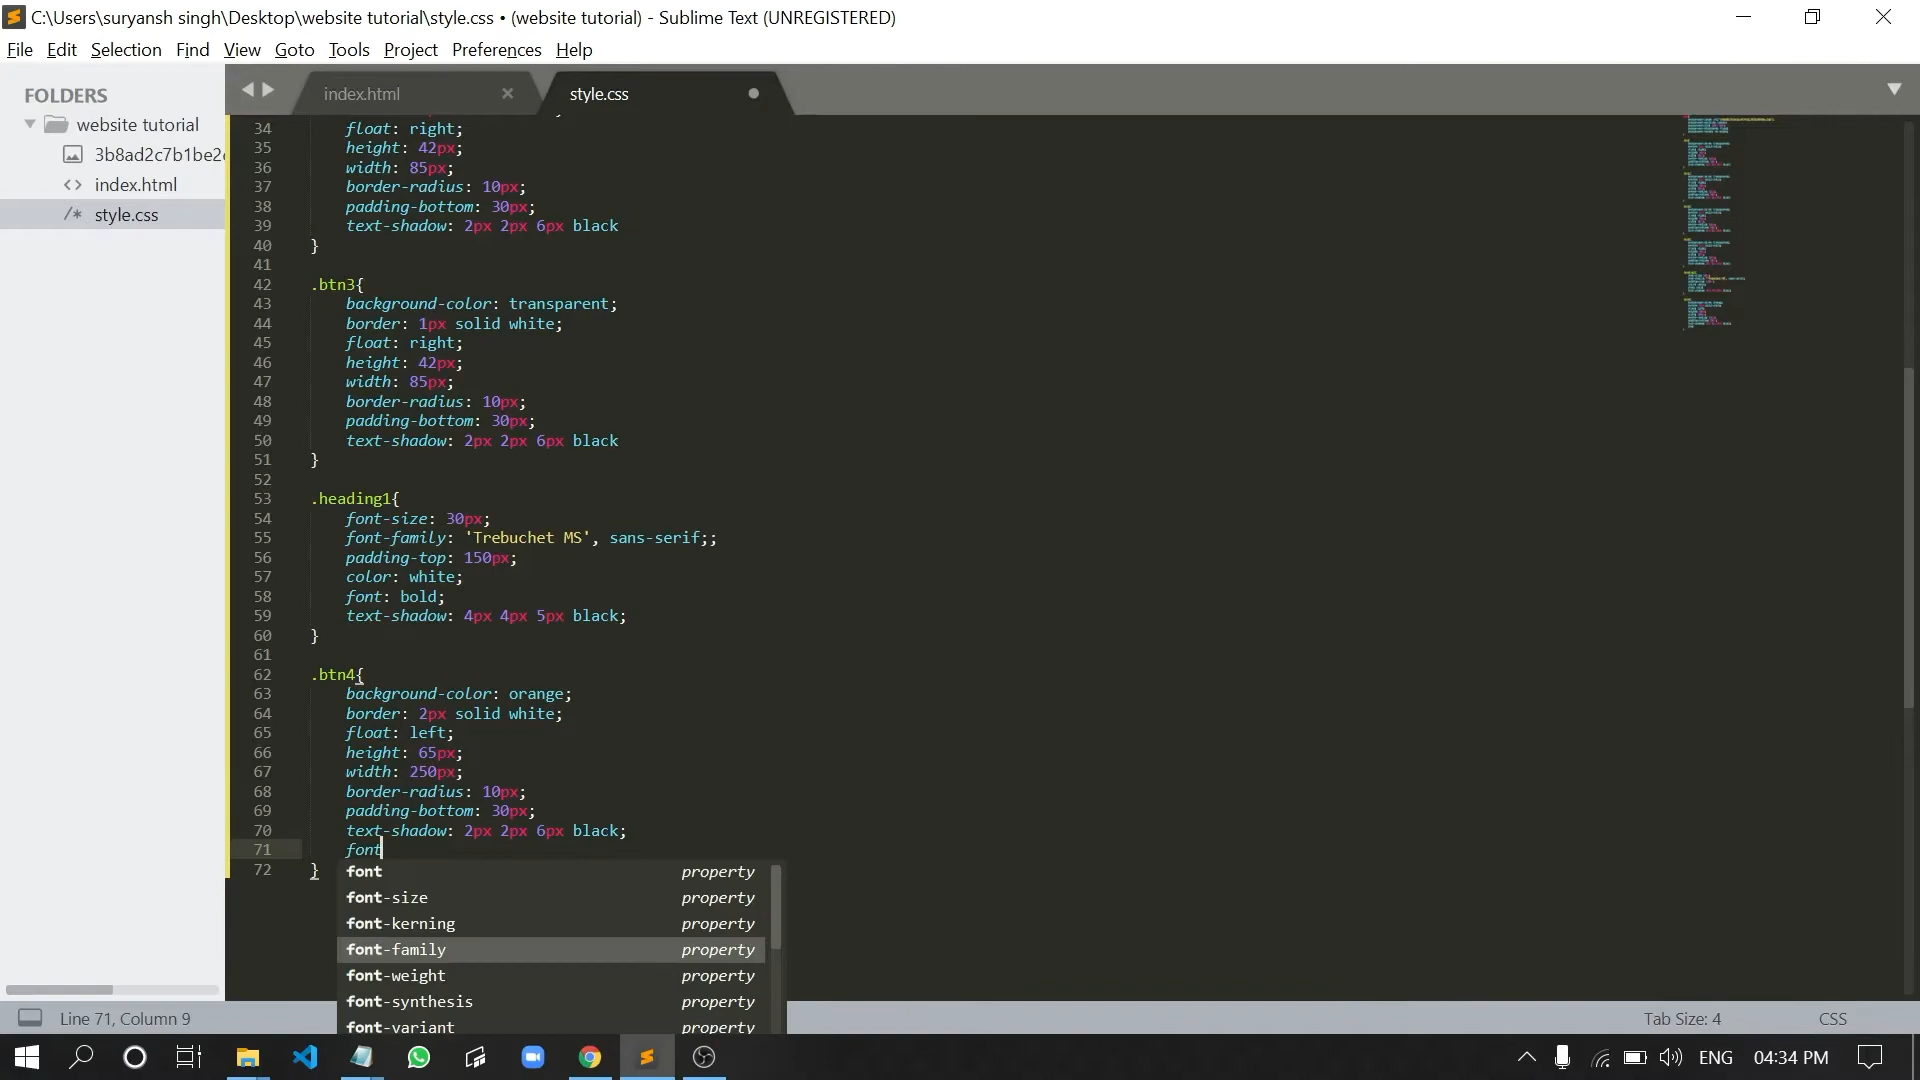 C:\Users\suryansh singh\Desktop\website tutorial\style.css • (website tutorial) - Sublime Text (UNREGISTERED)
File Edit Selection Find View Goto Tools Project Preferences Help
FOLDERS
website tutorial
3b8ad2c7b1be2
index.html
style.css
index.html × style.css
34 float: right;
35 height: 42px;
36 width: 85px;
37 border-radius: 10px;
38 padding-bottom: 30px;
39 text-shadow: 2px 2px 6px black
40 }
41
42 .btn3{
43 background-color: transparent;
44 border: 1px solid white;
45 float: right;
46 height: 42px;
47 width: 85px;
48 border-radius: 10px;
49 padding-bottom: 30px;
50 text-shadow: 2px 2px 6px black
51 }
52
53 .heading1{
54 font-size: 30px;
55 font-family: 'Trebuchet MS', sans-serif;;
56 padding-top: 150px;
57 color: white;
58 font: bold;
59 text-shadow: 4px 4px 5px black;
60 }
61
62 .btn4{
63 background-color: orange;
64 border: 2px solid white;
65 float: left;
66 height: 65px;
67 width: 250px;
68 border-radius: 10px;
69 padding-bottom: 30px;
70 text-shadow: 2px 2px 6px black;
71 font
72 }
font property
font-size property
font-kerning property
font-family property
font-weight property
font-synthesis property
font-variant property
Line 71, Column 9
Tab Size: 4 CSS
ENG 04:34 PM